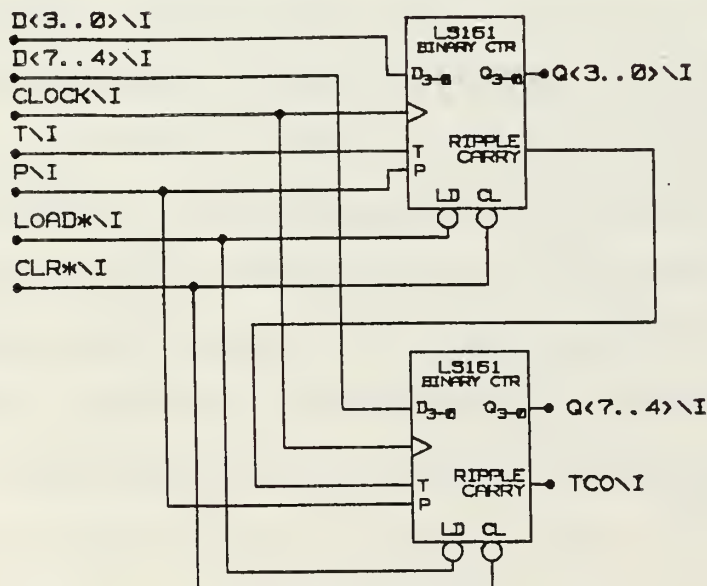 D<3..0>\I
D<7..4>\I
CLOCK\I
T\I
P\I
LOAD*\I
CLR*\I
LS161
BINARY CTR
D3-0 Q3-0
Q<3..0>\I
T
P
RIPPLE
CARRY
LD CL
LS161
BINARY CTR
D3-0 Q3-0
Q<7..4>\I
T
P
RIPPLE
CARRY
TCO\I
LD CL